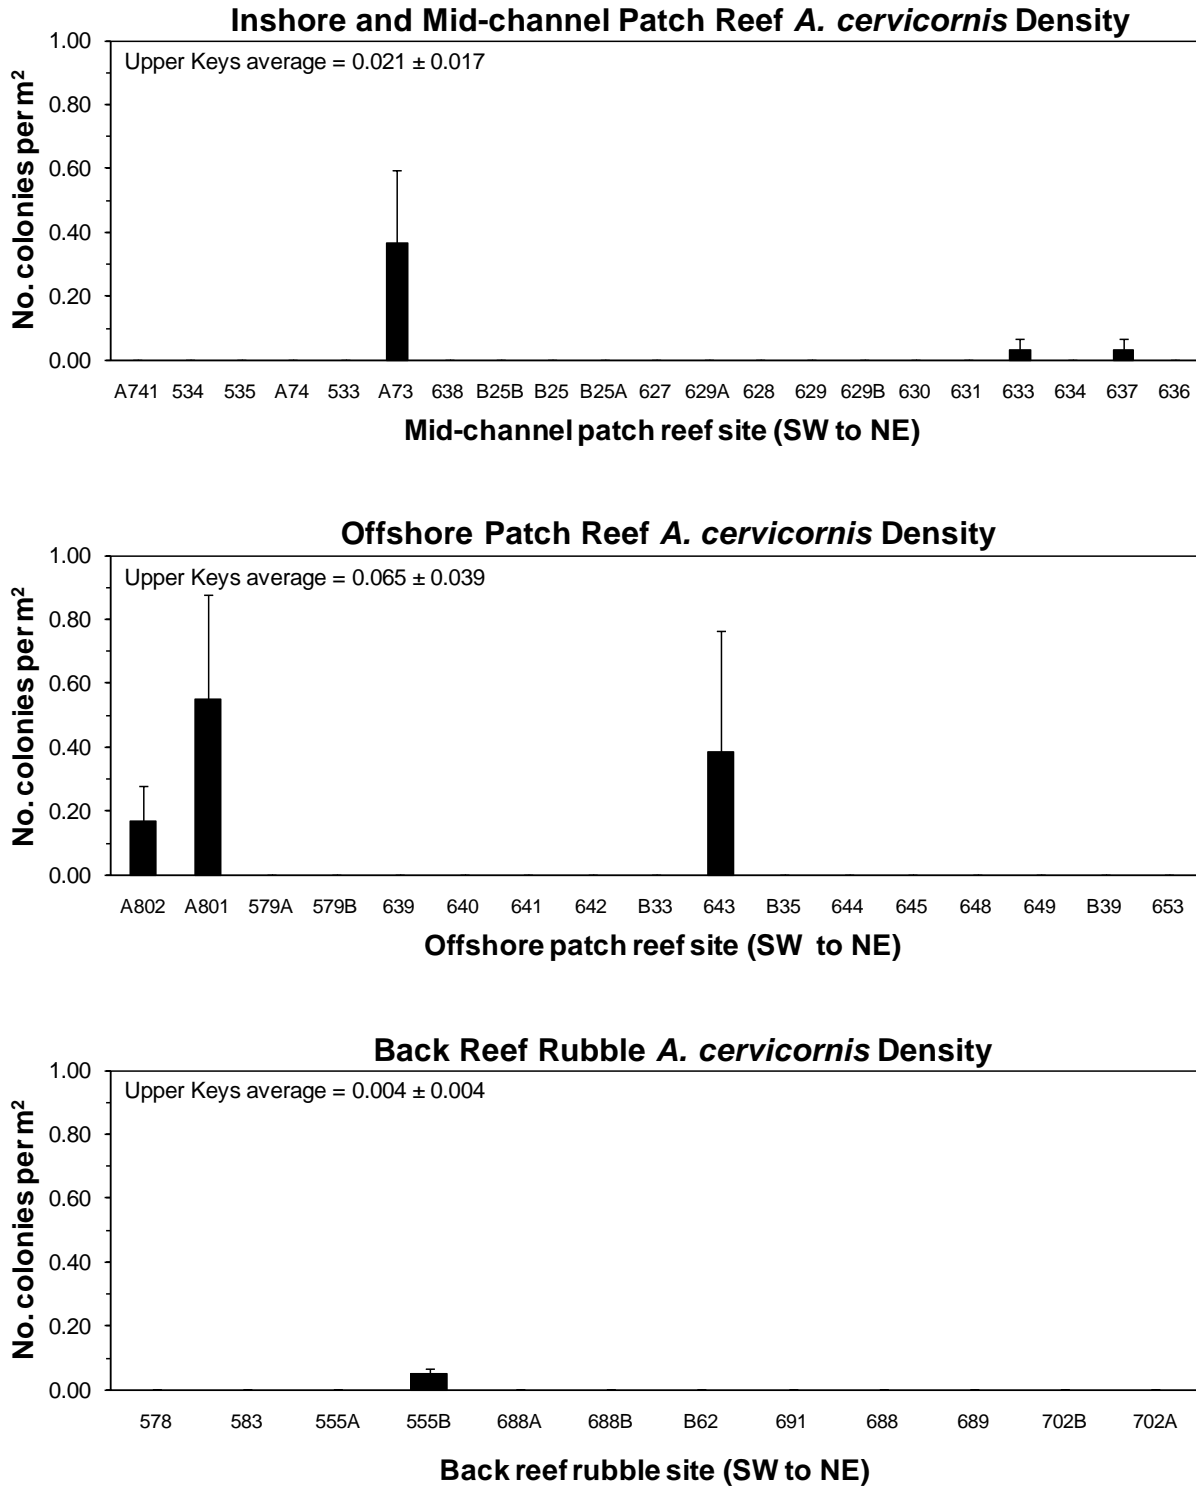 Inshore and Mid-channel Patch Reef A. cervicornis Density
Upper Keys average = 0.021 ± 0.017
No. colonies per m²
1.00
0.80
0.60
0.40
0.20
0.00
A741 534 535 A74 533 A73 638 B25B B25 B25A 627 629A 628 629 629B 630 631 633 634 637 636
Mid-channel patch reef site (SW to NE)
Offshore Patch Reef A. cervicornis Density
Upper Keys average = 0.065 ± 0.039
No. colonies per m²
1.00
0.80
0.60
0.40
0.20
0.00
A802 A801 579A 579B 639 640 641 642 B33 643 B35 644 645 648 649 B39 653
Offshore patch reef site (SW to NE)
Back Reef Rubble A. cervicornis Density
Upper Keys average = 0.004 ± 0.004
No. colonies per m²
1.00
0.80
0.60
0.40
0.20
0.00
578 583 555A 555B 688A 688B B62 691 688 689 702B 702A
Back reef rubble site (SW to NE)